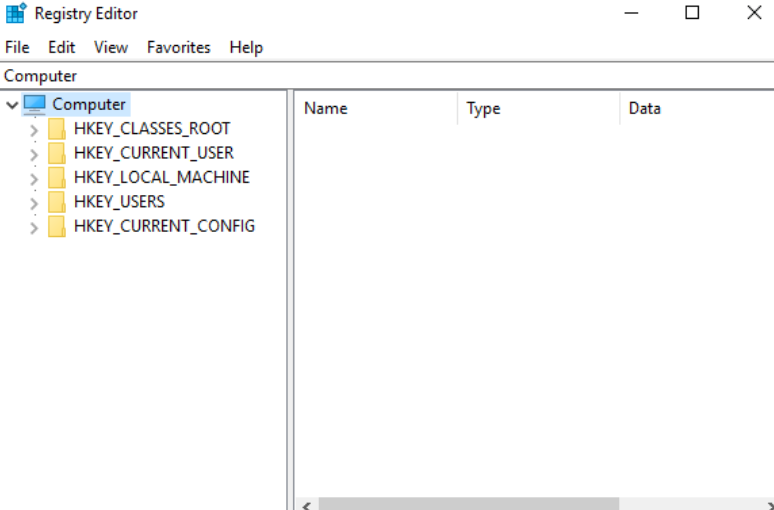 Registry Editor
File Edit View Favorites Help
Computer
Computer
HKEY_CLASSES_ROOT
HKEY_CURRENT_USER
HKEY_LOCAL_MACHINE
HKEY_USERS
HKEY_CURRENT_CONFIG
Name Type Data